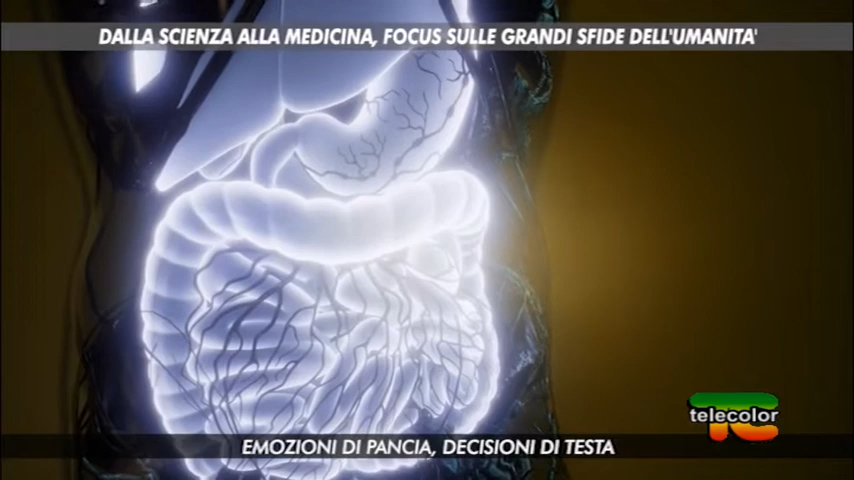 DALLA SCIENZA ALLA MEDICINA, FOCUS SULLE GRANDI SFIDE DELL'UMANITA'
telecolor
EMOZIONI DI PANCIA, DECISIONI DI TESTA